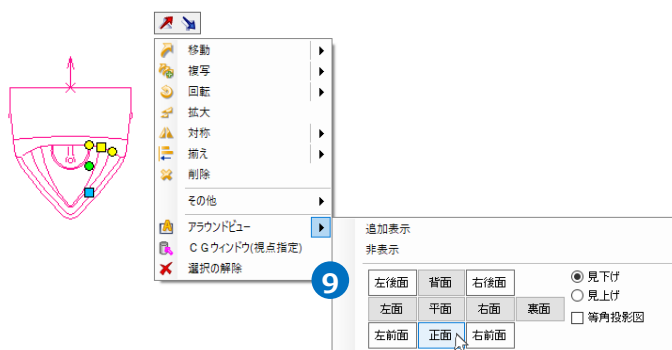 移動
複写
回転
拡大
対称
揃え
削除
その他
アラウンドビュー
ＣＧウィンドウ(視点指定)
選択の解除
9
追加表示
非表示
左後面 背面 右後面
左面 平面 右面 裏面
左前面 正面 右前面
見下げ
見上げ
等角投影図